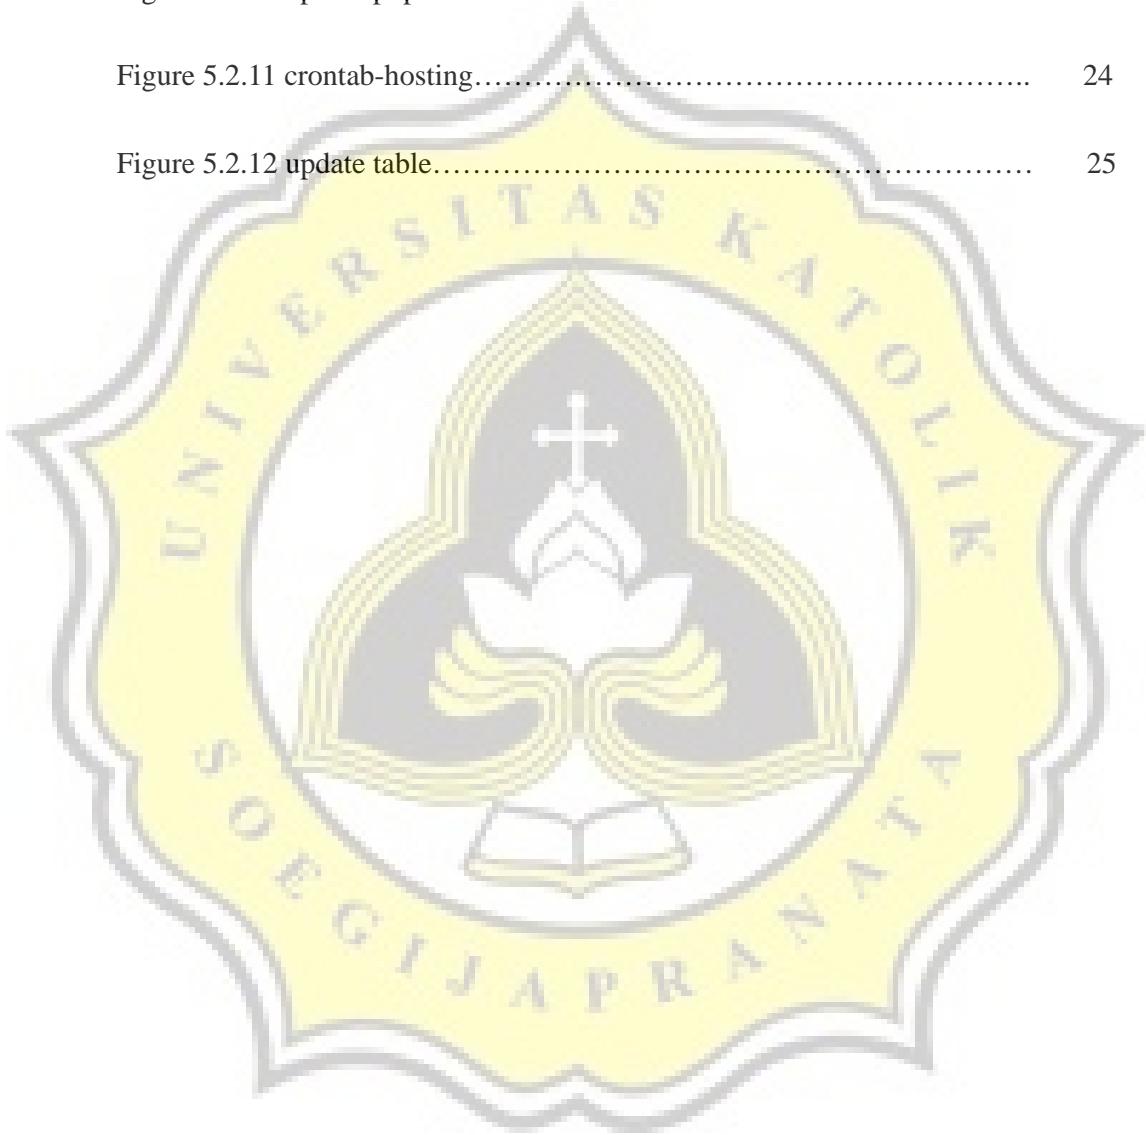 Figure 5.2.11 crontab-hosting……………………………………………….. 24
Figure 5.2.12 update table…………………………………………………… 25
UNIVERSITAS KATOLIK
SOEGIJAPRANATA